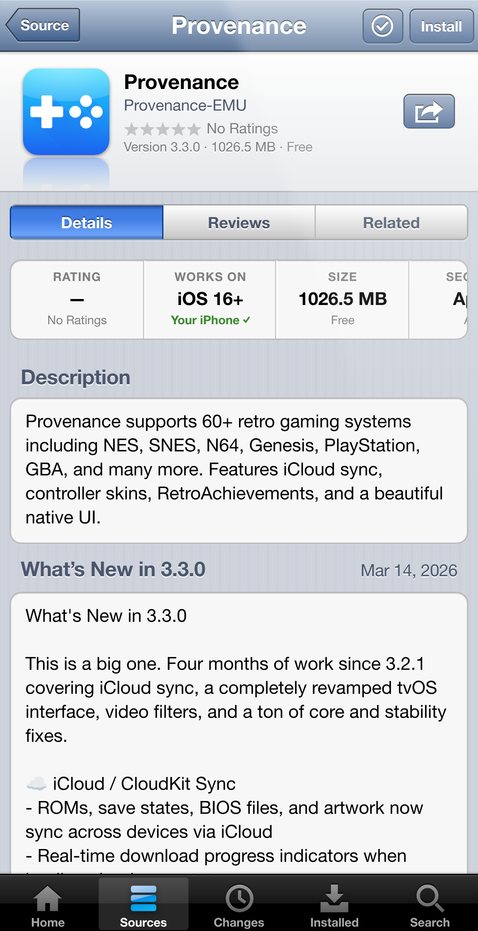 Source
Provenance
Install
Provenance
Provenance-EMU
No Ratings
Version 3.3.0 · 1026.5 MB · Free
Details
Reviews
Related
RATING
WORKS ON
SIZE
—
iOS 16+
1026.5 MB
No Ratings
Your iPhone ✓
Free
Description
Provenance supports 60+ retro gaming systems
including NES, SNES, N64, Genesis, PlayStation,
GBA, and many more. Features iCloud sync,
controller skins, RetroAchievements, and a beautiful
native UI.
What’s New in 3.3.0
Mar 14, 2026
What's New in 3.3.0
This is a big one. Four months of work since 3.2.1
covering iCloud sync, a completely revamped tvOS
interface, video filters, and a ton of core and stability
fixes.
☁️ iCloud / CloudKit Sync
- ROMs, save states, BIOS files, and artwork now
sync across devices via iCloud
- Real-time download progress indicators when
Home
Sources
Changes
Installed
Search